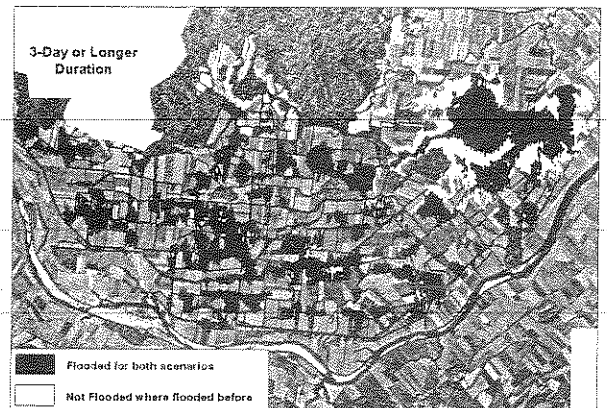 3-Day or Longer
Duration
Flooded for both scenarios
Not Flooded where flooded before